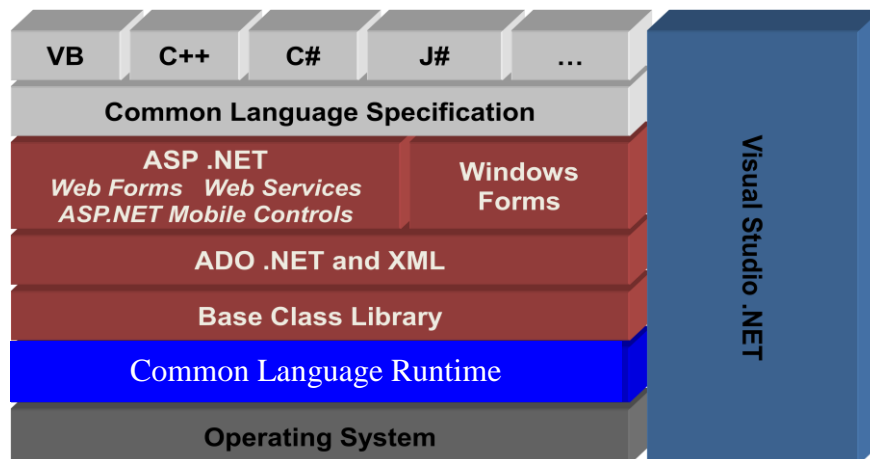 VB C++ C# J# ...
Common Language Specification
ASP .NET
Web Forms Web Services
ASP.NET Mobile Controls
Windows
Forms
ADO .NET and XML
Base Class Library
Common Language Runtime
Operating System
Visual Studio .NET